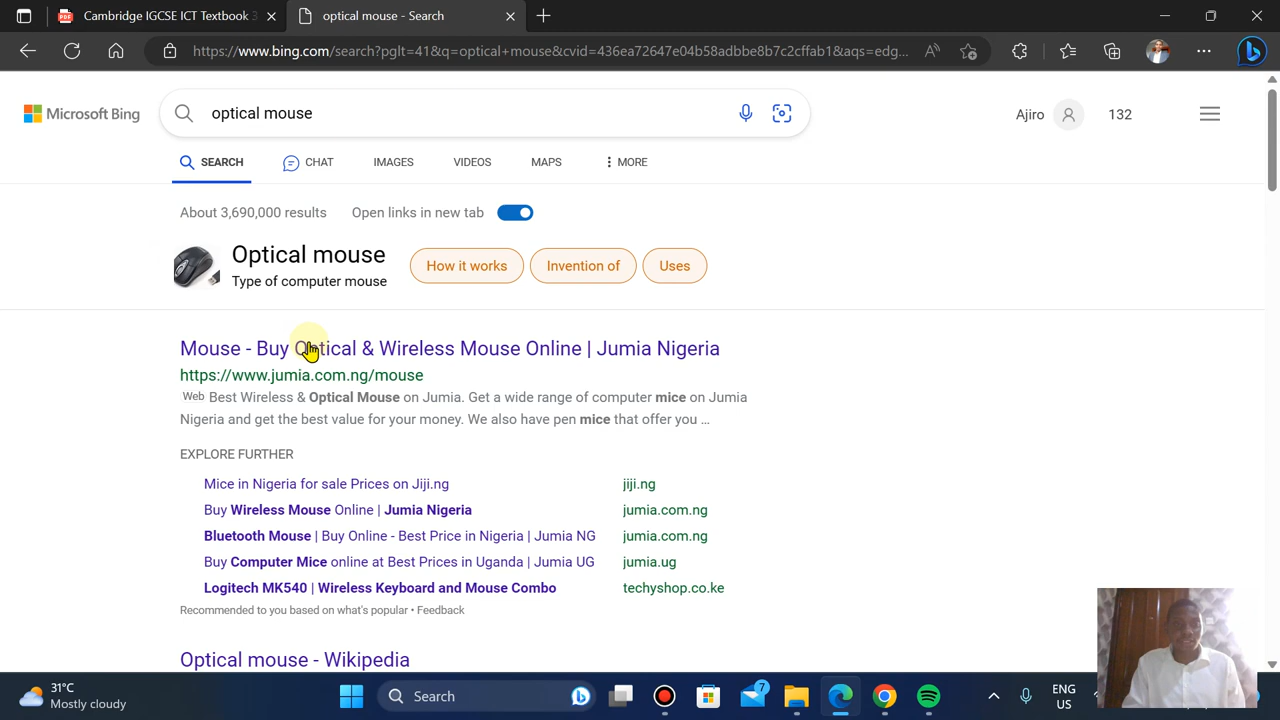 Cambridge IGCSE ICT Textbook 3
optical mouse - Search
https://www.bing.com/search?pglt=41&q=optical+mouse&cvid=436ea72647e04b58adbbe8b7c2cffab1&aqs=edg...
Microsoft Bing
optical mouse
Ajiro
132
SEARCH
CHAT
IMAGES
VIDEOS
MAPS
MORE
About 3,690,000 results
Open links in new tab
Optical mouse
Type of computer mouse
How it works
Invention of
Uses
Mouse - Buy Optical & Wireless Mouse Online | Jumia Nigeria
https://www.jumia.com.ng/mouse
Web Best Wireless & Optical Mouse on Jumia. Get a wide range of computer mice on Jumia
Nigeria and get the best value for your money. We also have pen mice that offer you ...
EXPLORE FURTHER
Mice in Nigeria for sale Prices on Jiji.ng jiji.ng
Buy Wireless Mouse Online | Jumia Nigeria jumia.com.ng
Bluetooth Mouse | Buy Online - Best Price in Nigeria | Jumia NG jumia.com.ng
Buy Computer Mice online at Best Prices in Uganda | Jumia UG jumia.ug
Logitech MK540 | Wireless Keyboard and Mouse Combo techyshop.co.ke
Recommended to you based on what's popular • Feedback
Optical mouse - Wikipedia
31°C
Mostly cloudy
Search
7
ENG
US